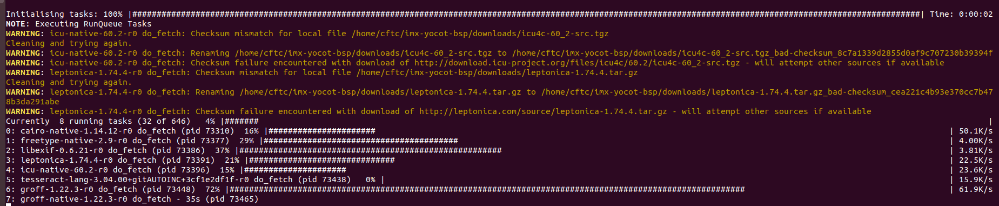 Initialising tasks: 100% |##################################################################################################################################################################| Time: 0:00:02
NOTE: Executing RunQueue Tasks
WARNING: icu-native-60.2-r0 do_fetch: Checksum mismatch for local file /home/cftc/imx-yocot-bsp/downloads/icu4c-60_2-src.tgz
Cleaning and trying again.
WARNING: icu-native-60.2-r0 do_fetch: Renaming /home/cftc/imx-yocot-bsp/downloads/icu4c-60_2-src.tgz to /home/cftc/imx-yocot-bsp/downloads/icu4c-60_2-src.tgz_bad-checksum_8c7a1339d2855d0af9c707230b39394f
WARNING: icu-native-60.2-r0 do_fetch: Checksum failure encountered with download of http://download.icu-project.org/files/icu4c/60.2/icu4c-60_2-src.tgz - will attempt other sources if available
WARNING: leptonica-1.74.4-r0 do_fetch: Checksum mismatch for local file /home/cftc/imx-yocot-bsp/downloads/leptonica-1.74.4.tar.gz
Cleaning and trying again.
WARNING: leptonica-1.74.4-r0 do_fetch: Renaming /home/cftc/imx-yocot-bsp/downloads/leptonica-1.74.4.tar.gz to /home/cftc/imx-yocot-bsp/downloads/leptonica-1.74.4.tar.gz_bad-checksum_cea221c4b93e370cc7b47
8b3da291abe
WARNING: leptonica-1.74.4-r0 do_fetch: Checksum failure encountered with download of http://leptonica.com/source/leptonica-1.74.4.tar.gz - will attempt other sources if available
Currently  8 running tasks (32 of 646)   4% |####### |
0: cairo-native-1.14.12-r0 do_fetch (pid 73310)  16% |###################### | 50.1K/s
1: freetype-native-2.9-r0 do_fetch (pid 73377)  29% |######################################## | 4.00K/s
2: libexif-0.6.21-r0 do_fetch (pid 73386)  37% |###################################################### | 3.81K/s
3: leptonica-1.74.4-r0 do_fetch (pid 73391)  21% |############################## | 22.5K/s
4: icu-native-60.2-r0 do_fetch (pid 73396)  15% |##################### | 23.6K/s
5: tesseract-lang-3.04.00+gitAUTOINC+3cf1e2df1f-r0 do_fetch (pid 73438)   0% | | 15.9K/s
6: groff-1.22.3-r0 do_fetch (pid 73448)  72% |########################################################################################################## | 61.9K/s
7: groff-native-1.22.3-r0 do_fetch - 35s (pid 73465)